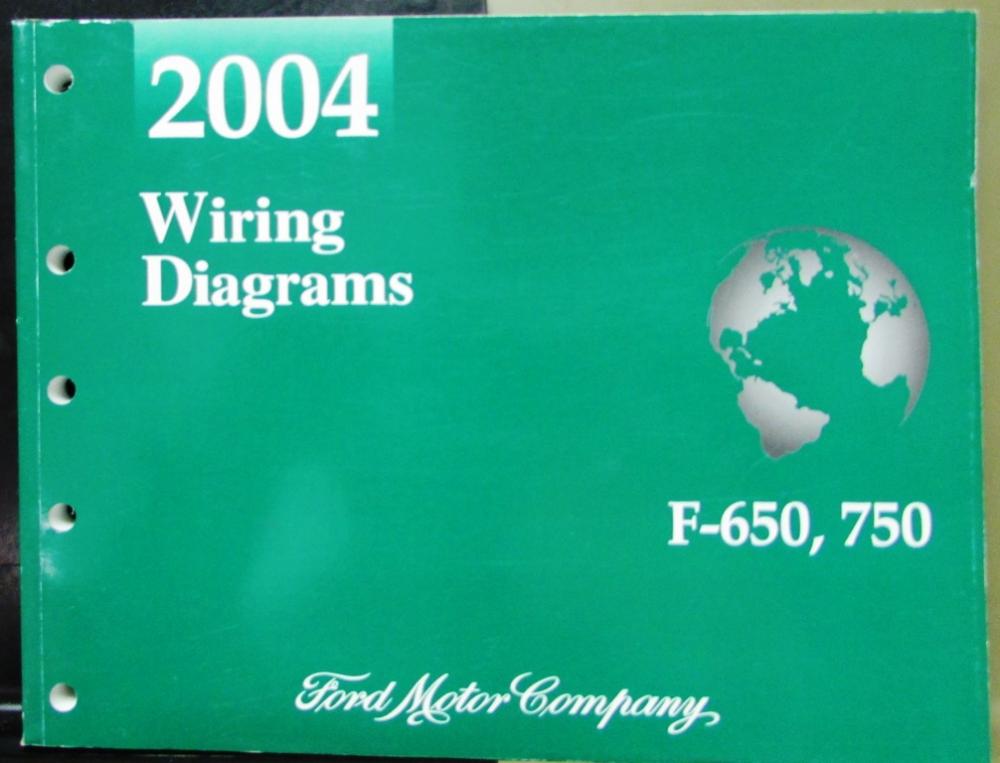 2004
Wiring
Diagrams
F-650, 750
Ford Motor Company